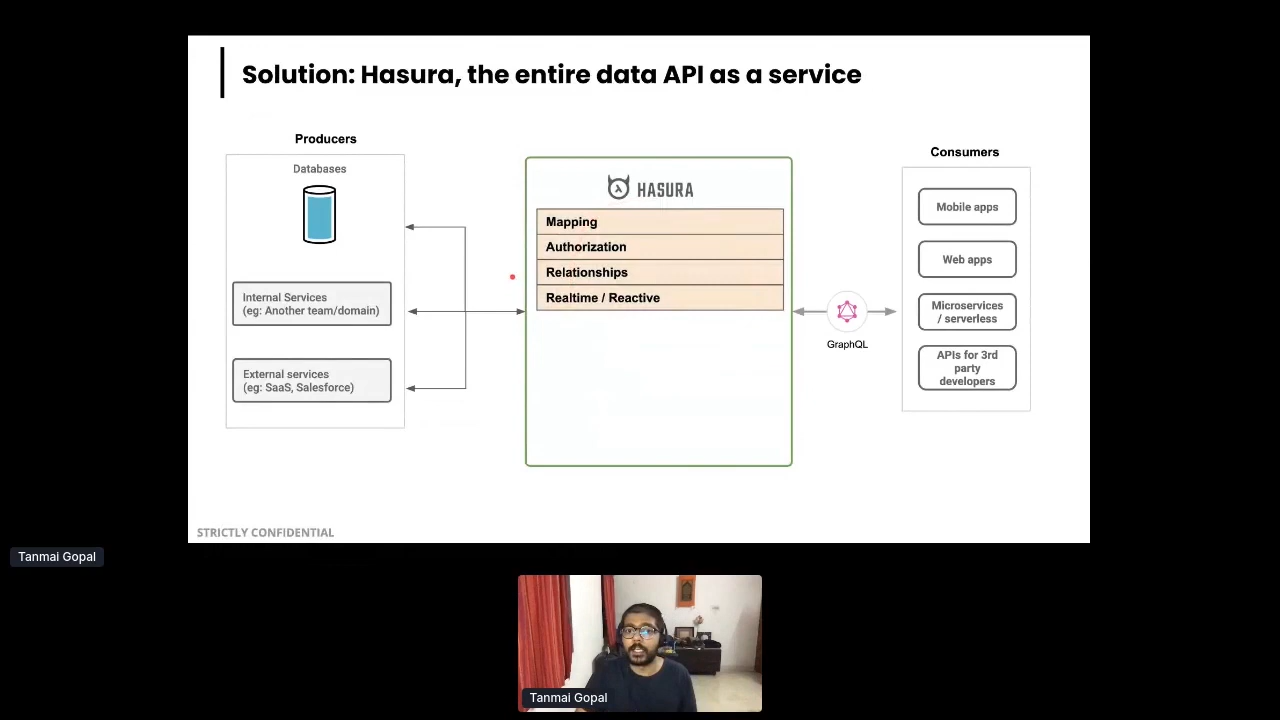 Solution: Hasura, the entire data API as a service
Producers
Databases
Internal Services
(eg: Another team/domain)
External services
(eg: SaaS, Salesforce)
HASURA
Mapping
Authorization
Relationships
Realtime / Reactive
GraphQL
Consumers
Mobile apps
Web apps
Microservices
/ serverless
APIs for 3rd
party
developers
STRICTLY CONFIDENTIAL
Tanmai Gopal
Tanmai Gopal